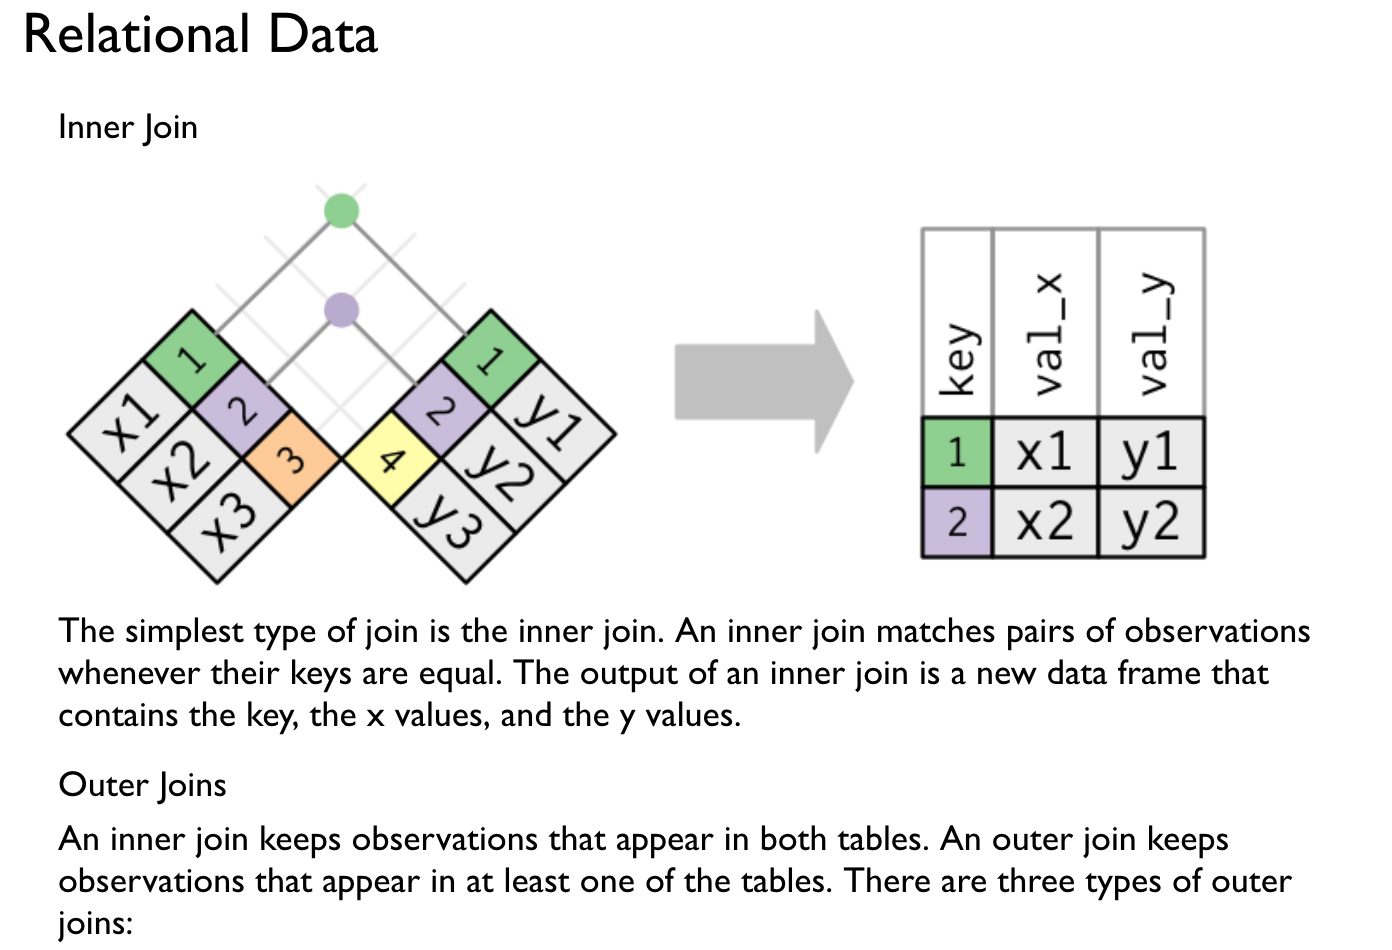 Relational Data
Inner Join
1
2
3
x1
x2
x3
1
2
4
y1
y2
y3
key val_x val_y
1 x1 y1
2 x2 y2
The simplest type of join is the inner join. An inner join matches pairs of observations
whenever their keys are equal. The output of an inner join is a new data frame that
contains the key, the x values, and the y values.
Outer Joins
An inner join keeps observations that appear in both tables. An outer join keeps
observations that appear in at least one of the tables. There are three types of outer
joins: